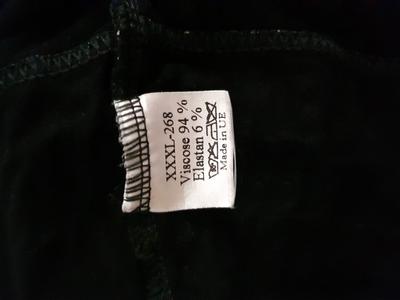 XXXL-268
Viscose 94 %
Elastan 6 %
Made in UE